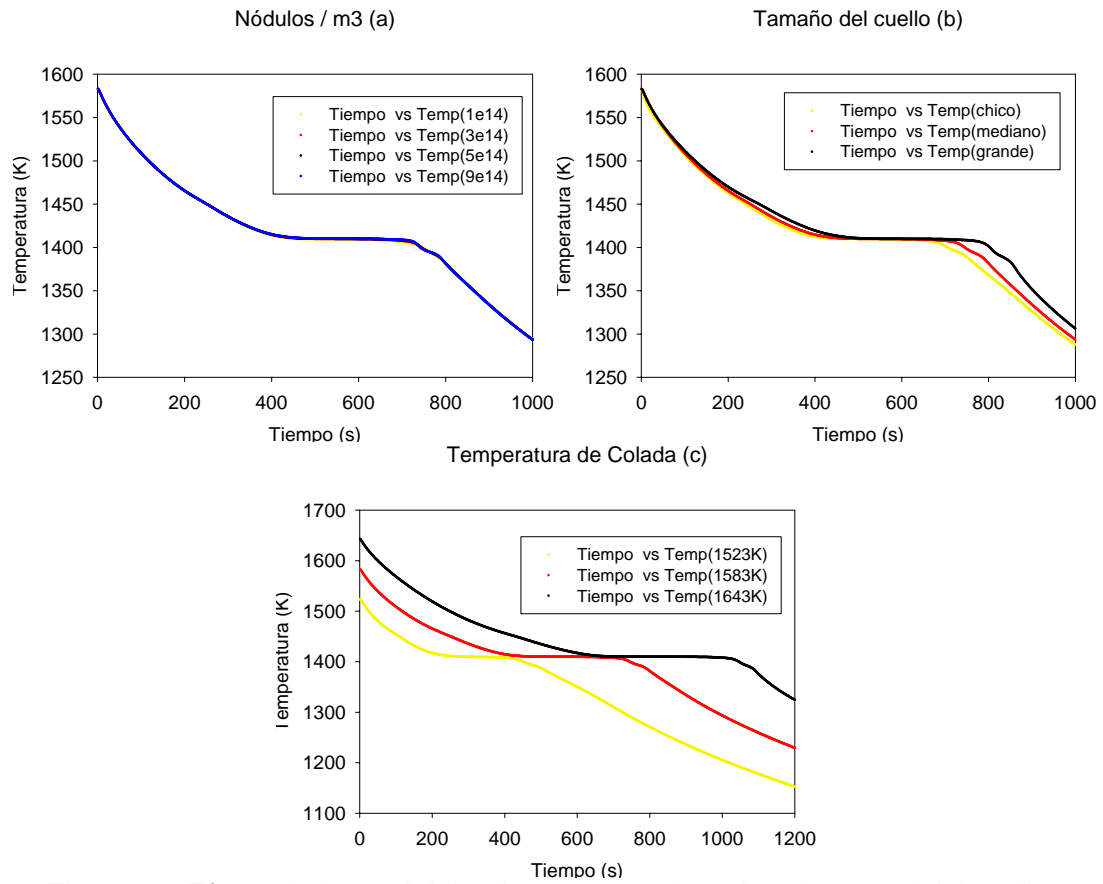 Nódulos / m3 (a)
Temperatura (K)
1600
1550
1500
1450
1400
1350
1300
1250
Tiempo vs Temp(1e14)
Tiempo vs Temp(3e14)
Tiempo vs Temp(5e14)
Tiempo vs Temp(9e14)
0 200 400 600 800 1000
Tiempo (s)
Tamaño del cuello (b)
Temperatura (K)
1600
1550
1500
1450
1400
1350
1300
1250
Tiempo vs Temp(chico)
Tiempo vs Temp(mediano)
Tiempo vs Temp(grande)
0 200 400 600 800 1000
Tiempo (s)
Temperatura de Colada (c)
Temperatura (K)
1700
1600
1500
1400
1300
1200
1100
Tiempo vs Temp(1523K)
Tiempo vs Temp(1583K)
Tiempo vs Temp(1643K)
0 200 400 600 800 1000 1200
Tiempo (s)